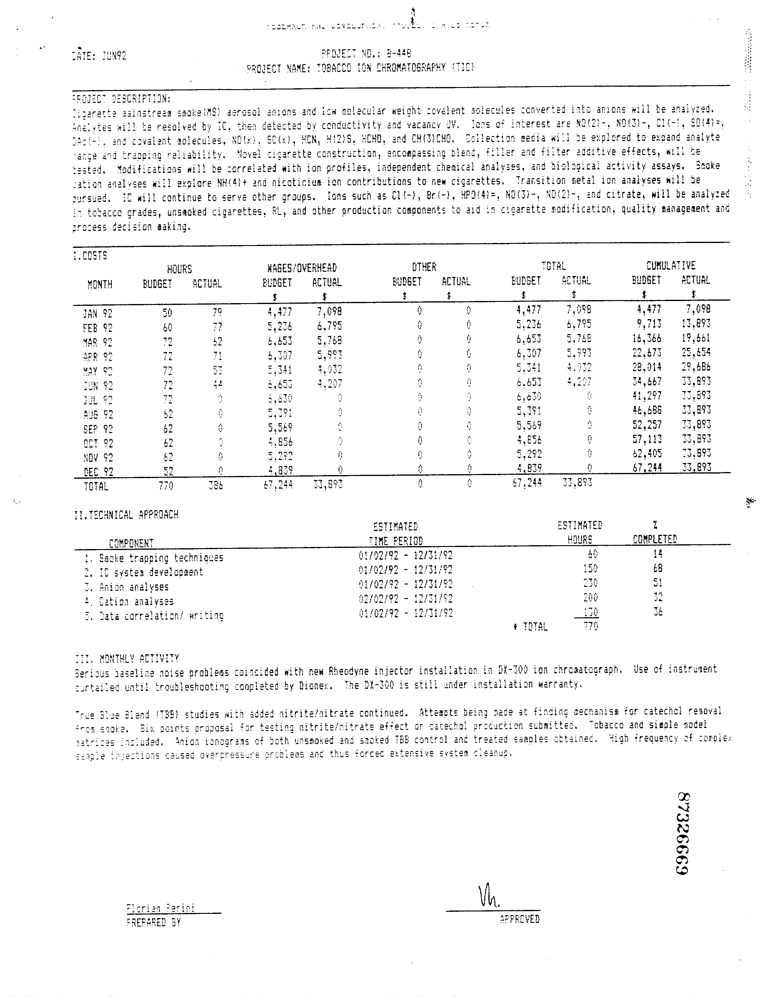 RESEARCH AND DEVELOPMENT PROJECT STATUS REPORT
DATE: JUN92
PROJECT NO.: B-448
PROJECT NAME: TOBACCO ION CHROMATOGRAPHY (TIC)
PROJECT DESCRIPTION:
Cigarette mainstream smoke(MS) aerosol anions and low molecular weight covalent molecules converted into anions will be analyzed.
Analytes will be resolved by IC, then detected by conductivity and vacancy UV. Ions of interest are NO(2)-, NO(3)-, Cl(-), SO(4)=,
OAc(-), and covalent molecules, NO(x), SO(x), HCN, H(2)S, HCHO, and CH(3)CHO. Collection media will be explored to expand analyte
range and trapping reliability. Novel cigarette construction, encompassing blend, filler and filter additive effects, will be
tested. Modifications will be correlated with ion profiles, independent chemical analyses, and biological activity assays. Smoke
cation analyses will explore NH(4)+ and nicotinium ion contributions to new cigarettes. Transition metal ion analyses will be
pursued. IC will continue to serve other groups. Ions such as Cl(-), Br(-), HPO(4)=, NO(3)-, NO(2)-, and citrate, will be analyzed
in tobacco grades, unsmoked cigarettes, RL, and other production components to aid in cigarette modification, quality management and
process decision making.
I.COSTS
HOURS WAGES/OVERHEAD OTHER TOTAL CUMULATIVE
MONTH BUDGET ACTUAL BUDGET ACTUAL BUDGET ACTUAL BUDGET ACTUAL BUDGET ACTUAL
$ $ $ $ $ $ $ $
JAN 92 50 79 4,477 7,098 0 0 4,477 7,098 4,477 7,098
FEB 92 60 77 5,236 6,795 0 0 5,236 6,795 9,713 13,893
MAR 92 72 62 6,653 5,768 0 0 6,653 5,768 16,366 19,661
APR 92 72 71 6,307 5,993 0 0 6,307 5,993 22,673 25,654
MAY 92 72 53 5,341 4,032 0 0 5,341 4,032 28,014 29,686
JUN 92 72 44 6,653 4,207 0 0 6,653 4,207 34,667 33,893
JUL 92 72 0 6,630 0 0 0 6,630 0 41,297 33,893
AUG 92 62 0 5,391 0 0 0 5,391 0 46,688 33,893
SEP 92 62 0 5,569 0 0 0 5,569 0 52,257 33,893
OCT 92 62 0 4,856 0 0 0 4,856 0 57,113 33,893
NOV 92 62 0 5,292 0 0 0 5,292 0 62,405 33,893
DEC 92 52 0 4,839 0 0 0 4,839 0 67,244 33,893
TOTAL 770 386 67,244 33,893 0 0 67,244 33,893
II.TECHNICAL APPROACH
ESTIMATED ESTIMATED %
COMPONENT TIME PERIOD HOURS COMPLETED
1. Smoke trapping techniques 01/02/92 - 12/31/92 60 14
2. IC system development 01/02/92 - 12/31/92 150 68
3. Anion analyses 01/02/92 - 12/31/92 230 51
4. Cation analyses 02/02/92 - 12/31/92 200 32
5. Data correlation/ writing 01/02/92 - 12/31/92 130 36
* TOTAL 770
III. MONTHLY ACTIVITY
Serious baseline noise problems coincided with new Rheodyne injector installation in DX-300 ion chromatograph. Use of instrument
curtailed until troubleshooting completed by Dionex. The DX-300 is still under installation warranty.
True Blue Blend (TBB) studies with added nitrite/nitrate continued. Attempts being made at finding mechanism for catechol removal
from smoke. Six points proposal for testing nitrite/nitrate effect on catechol production submitted. Tobacco and simple model
matrices included. Anion ionograms of both unsmoked and smoked TBB control and treated samples obtained. High frequency of complex
sample injections caused overpressure problems and thus forced extensive system cleanup.
87326669
Florian Perini
PREPARED BY
APPROVED